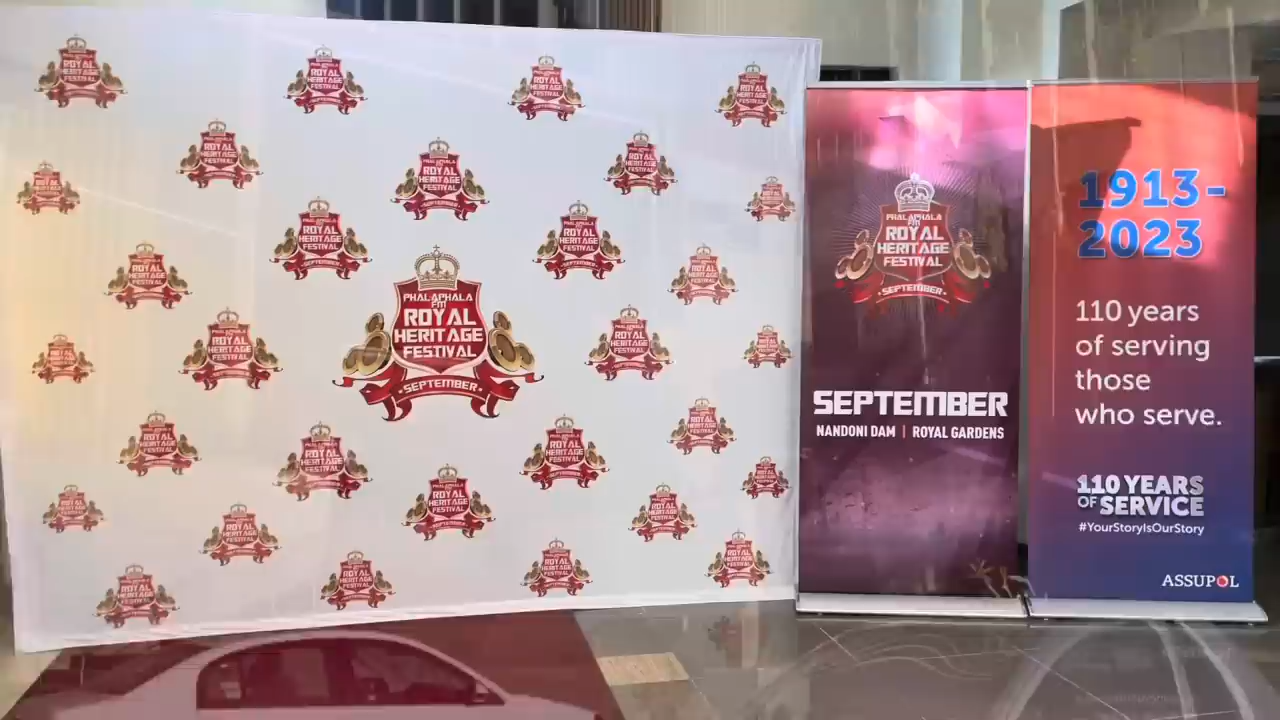 PHALAPHALA
FM
ROYAL
HERITAGE
FESTIVAL
SEPTEMBER
PHALAPHALA
FM
ROYAL
HERITAGE
FESTIVAL
SEPTEMBER
SEPTEMBER
NANDONI DAM | ROYAL GARDENS
1913-
2023
110 years
of serving
those
who serve.
110 YEARS
OF SERVICE
#YourStoryIsOurStory
ASSUPOL